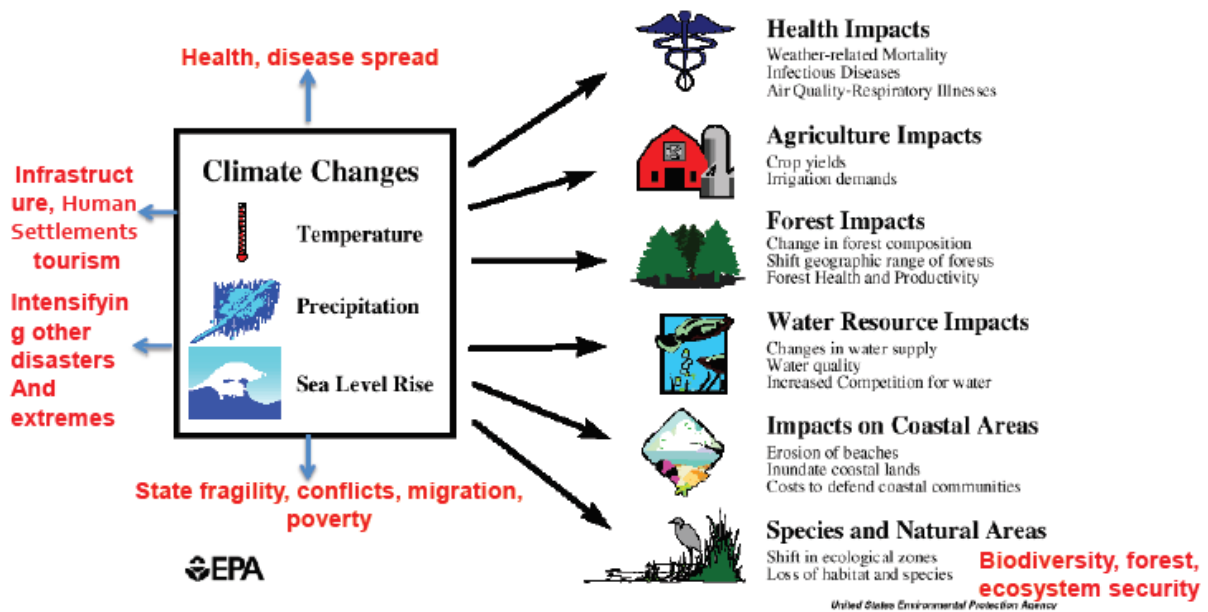 Health, disease spread
Infrastruct
ure, Human
Settlements
tourism
Intensifyin
g other
disasters
And
extremes
Climate Changes
Temperature
Precipitation
Sea Level Rise
State fragility, conflicts, migration,
poverty
EPA
Health Impacts
Weather-related Mortality
Infectious Diseases
Air Quality-Respiratory Illnesses
Agriculture Impacts
Crop yields
Irrigation demands
Forest Impacts
Change in forest composition
Shift geographic range of forests
Forest Health and Productivity
Water Resource Impacts
Changes in water supply
Water quality
Increased Competition for water
Impacts on Coastal Areas
Erosion of beaches
Inundate coastal lands
Costs to defend coastal communities
Species and Natural Areas
Shift in ecological zones
Loss of habitat and species
Biodiversity, forest,
ecosystem security
United States Environmental Protection Agency